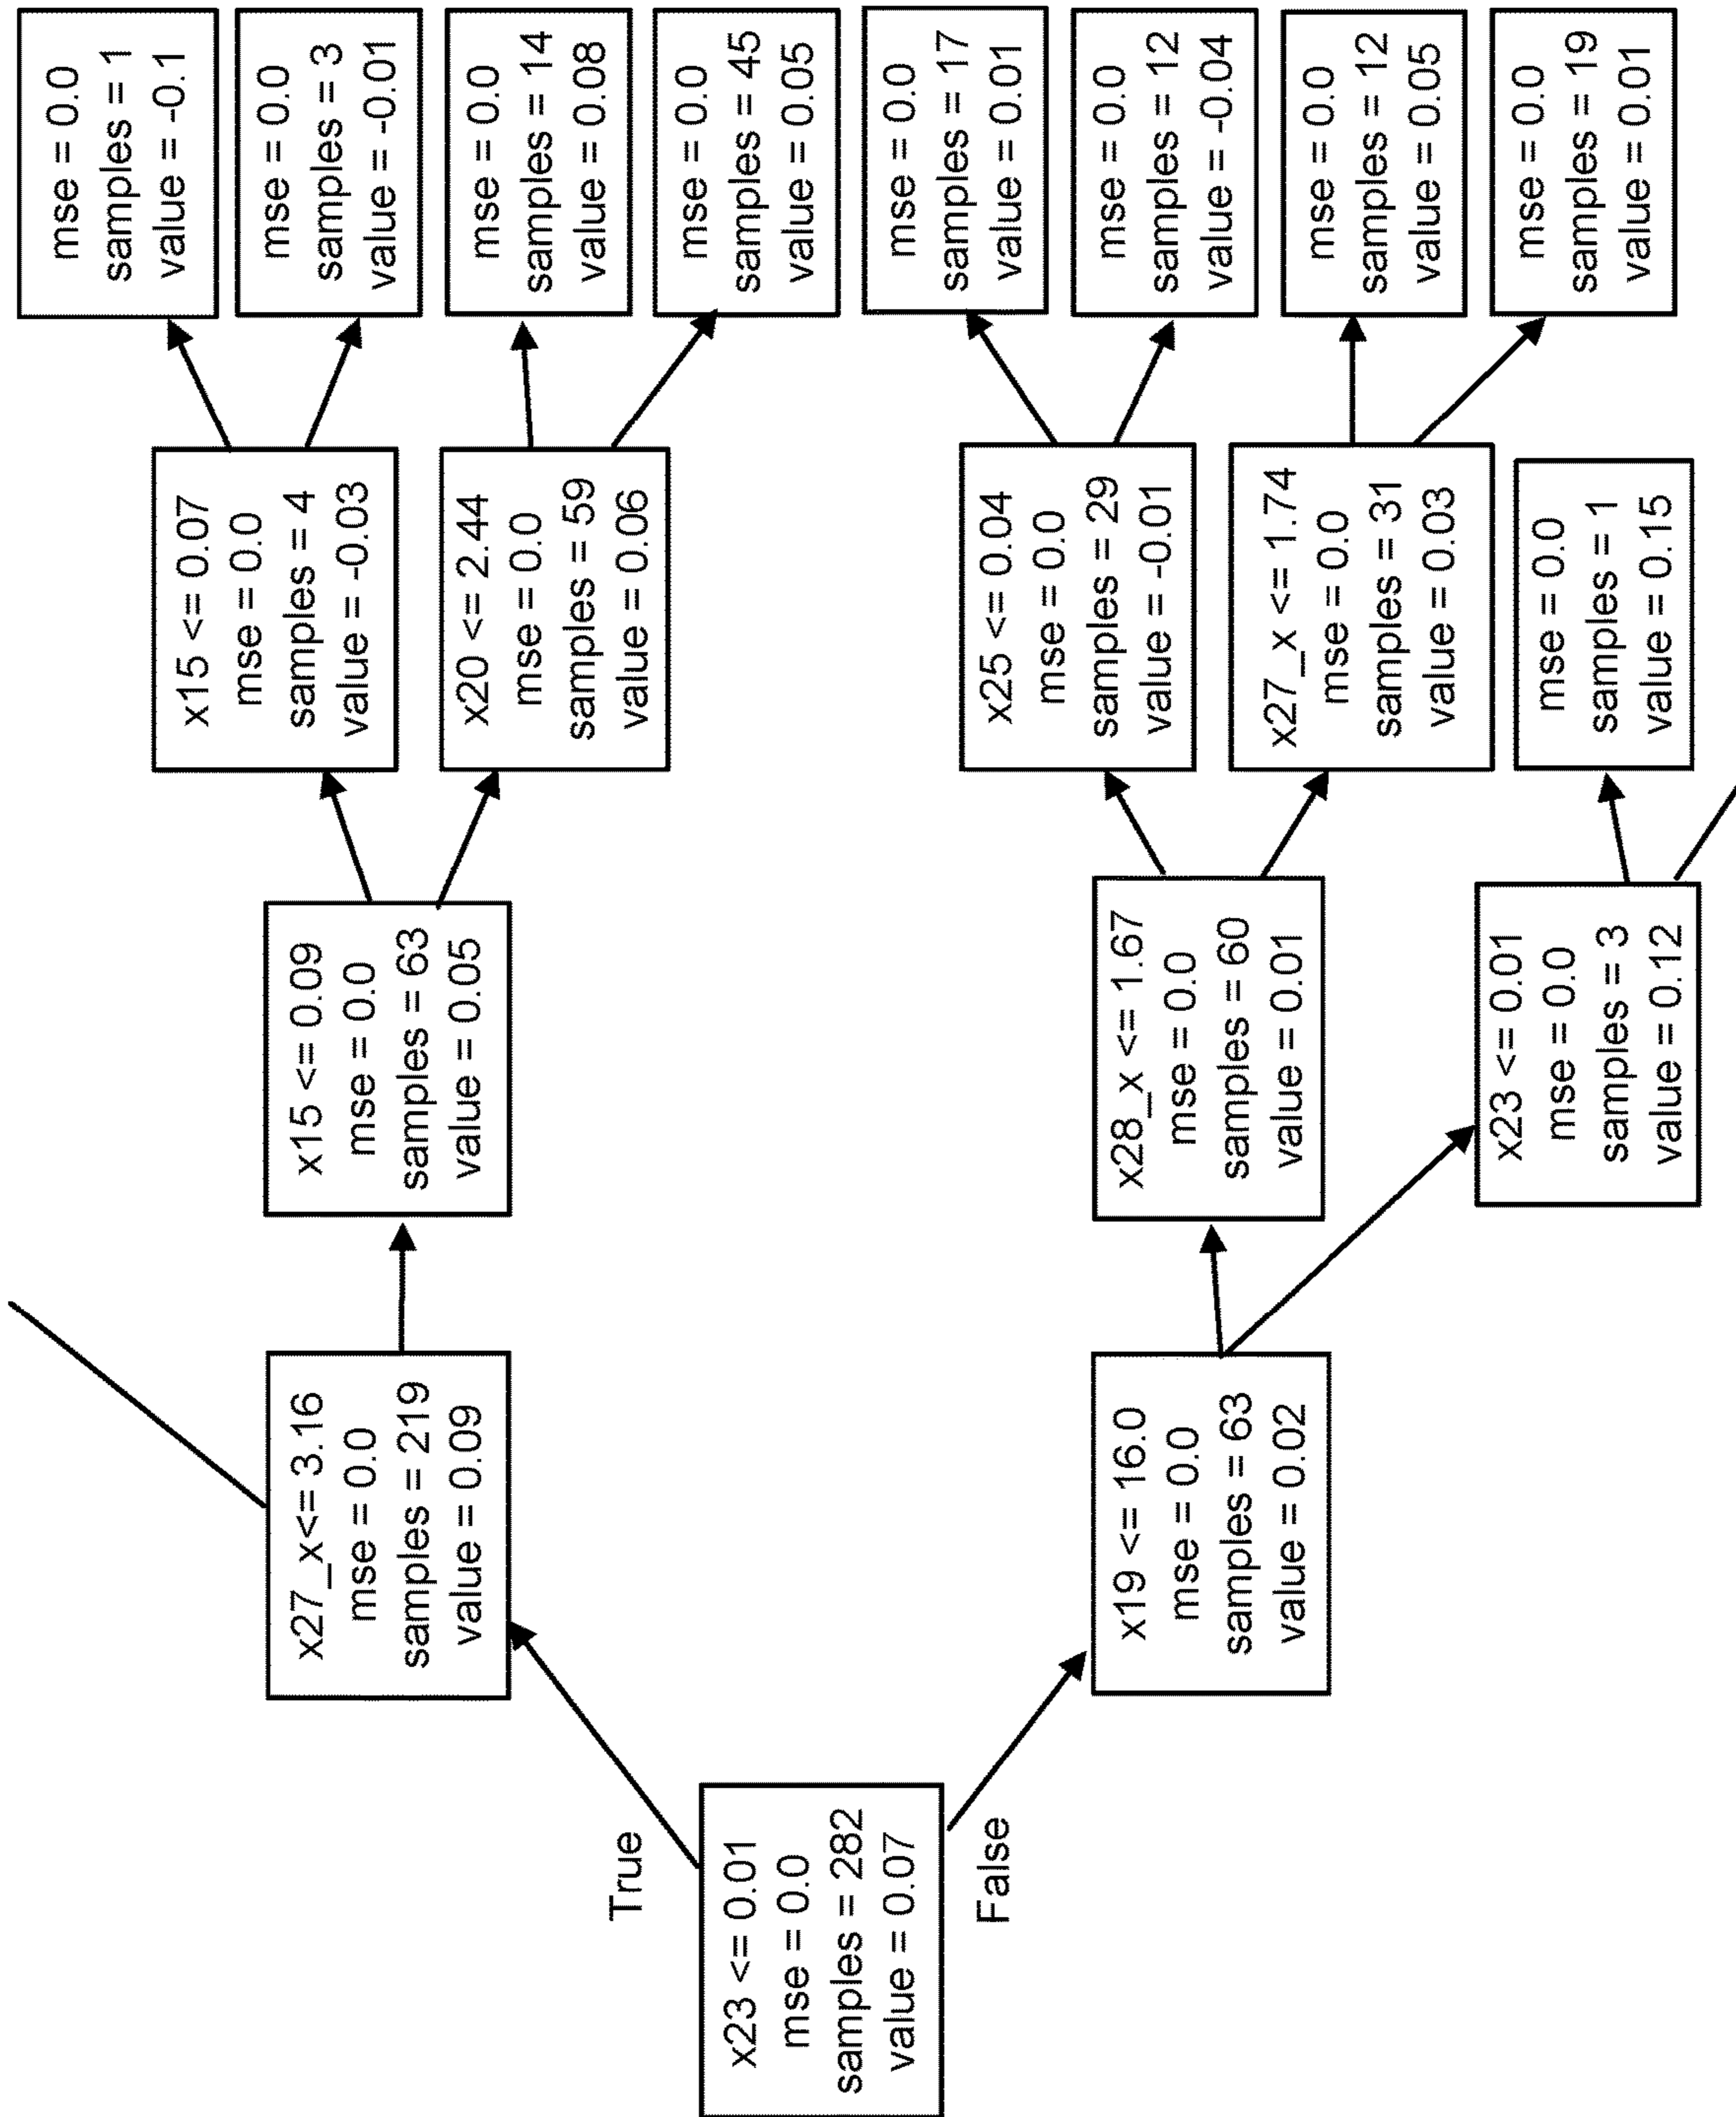 x23 <= 0.01
mse = 0.0
samples = 282
value = 0.07
True
False
x27_x<= 3.16
mse = 0.0
samples = 219
value = 0.09
x19 <= 16.0
mse = 0.0
samples = 63
value = 0.02
x15 <= 0.09
mse = 0.0
samples = 63
value = 0.05
x28_x <= 1.67
mse = 0.0
samples = 60
value = 0.01
x23 <= 0.01
mse = 0.0
samples = 3
value = 0.12
x15 <= 0.07
mse = 0.0
samples = 4
value = -0.03
x20 <= 2.44
mse = 0.0
samples = 59
value = 0.06
x25 <= 0.04
mse = 0.0
samples = 29
value = -0.01
x27_x <= 1.74
mse = 0.0
samples = 31
value = 0.03
mse = 0.0
samples = 1
value = 0.15
mse = 0.0
samples = 1
value = -0.1
mse = 0.0
samples = 3
value = -0.01
mse = 0.0
samples = 14
value = 0.08
mse = 0.0
samples = 45
value = 0.05
mse = 0.0
samples = 17
value = 0.01
mse = 0.0
samples = 12
value = -0.04
mse = 0.0
samples = 12
value = 0.05
mse = 0.0
samples = 19
value = 0.01